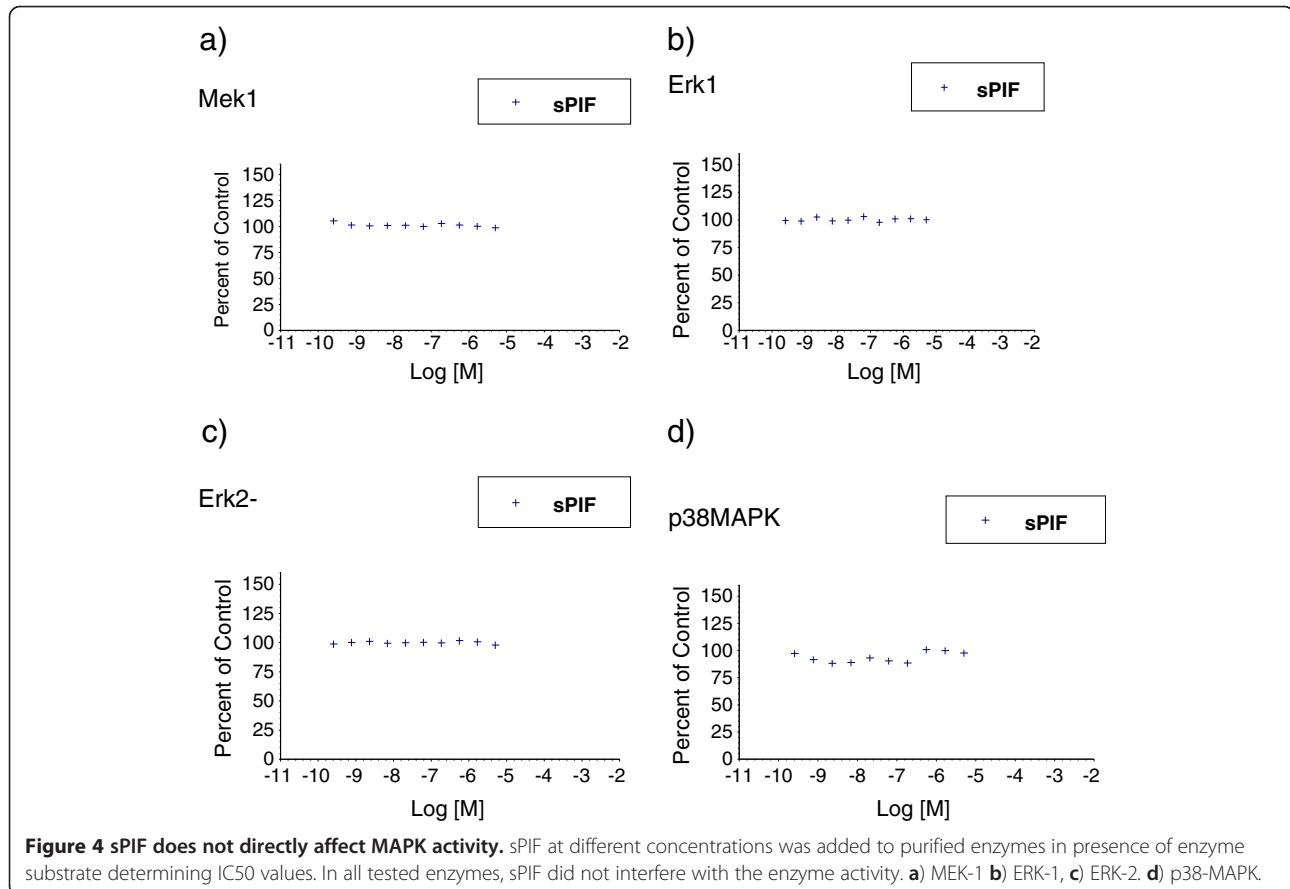 a)
Mek1
+ sPIF
150
125
100
75
50
25
0
Percent of Control
-11 -10 -9 -8 -7 -6 -5 -4 -3 -2
Log [M]
b)
Erk1
+ sPIF
150
125
100
75
50
25
0
Percent of Control
-11 -10 -9 -8 -7 -6 -5 -4 -3 -2
Log [M]
c)
Erk2-
+ sPIF
150
125
100
75
50
25
0
Percent of Control
-11 -10 -9 -8 -7 -6 -5 -4 -3 -2
Log [M]
d)
p38MAPK
+ sPIF
150
125
100
75
50
25
0
Percent of Control
-11 -10 -9 -8 -7 -6 -5 -4 -3 -2
Log [M]
Figure 4 sPIF does not directly affect MAPK activity. sPIF at different concentrations was added to purified enzymes in presence of enzyme
substrate determining IC50 values. In all tested enzymes, sPIF did not interfere with the enzyme activity. a) MEK-1 b) ERK-1, c) ERK-2. d) p38-MAPK.